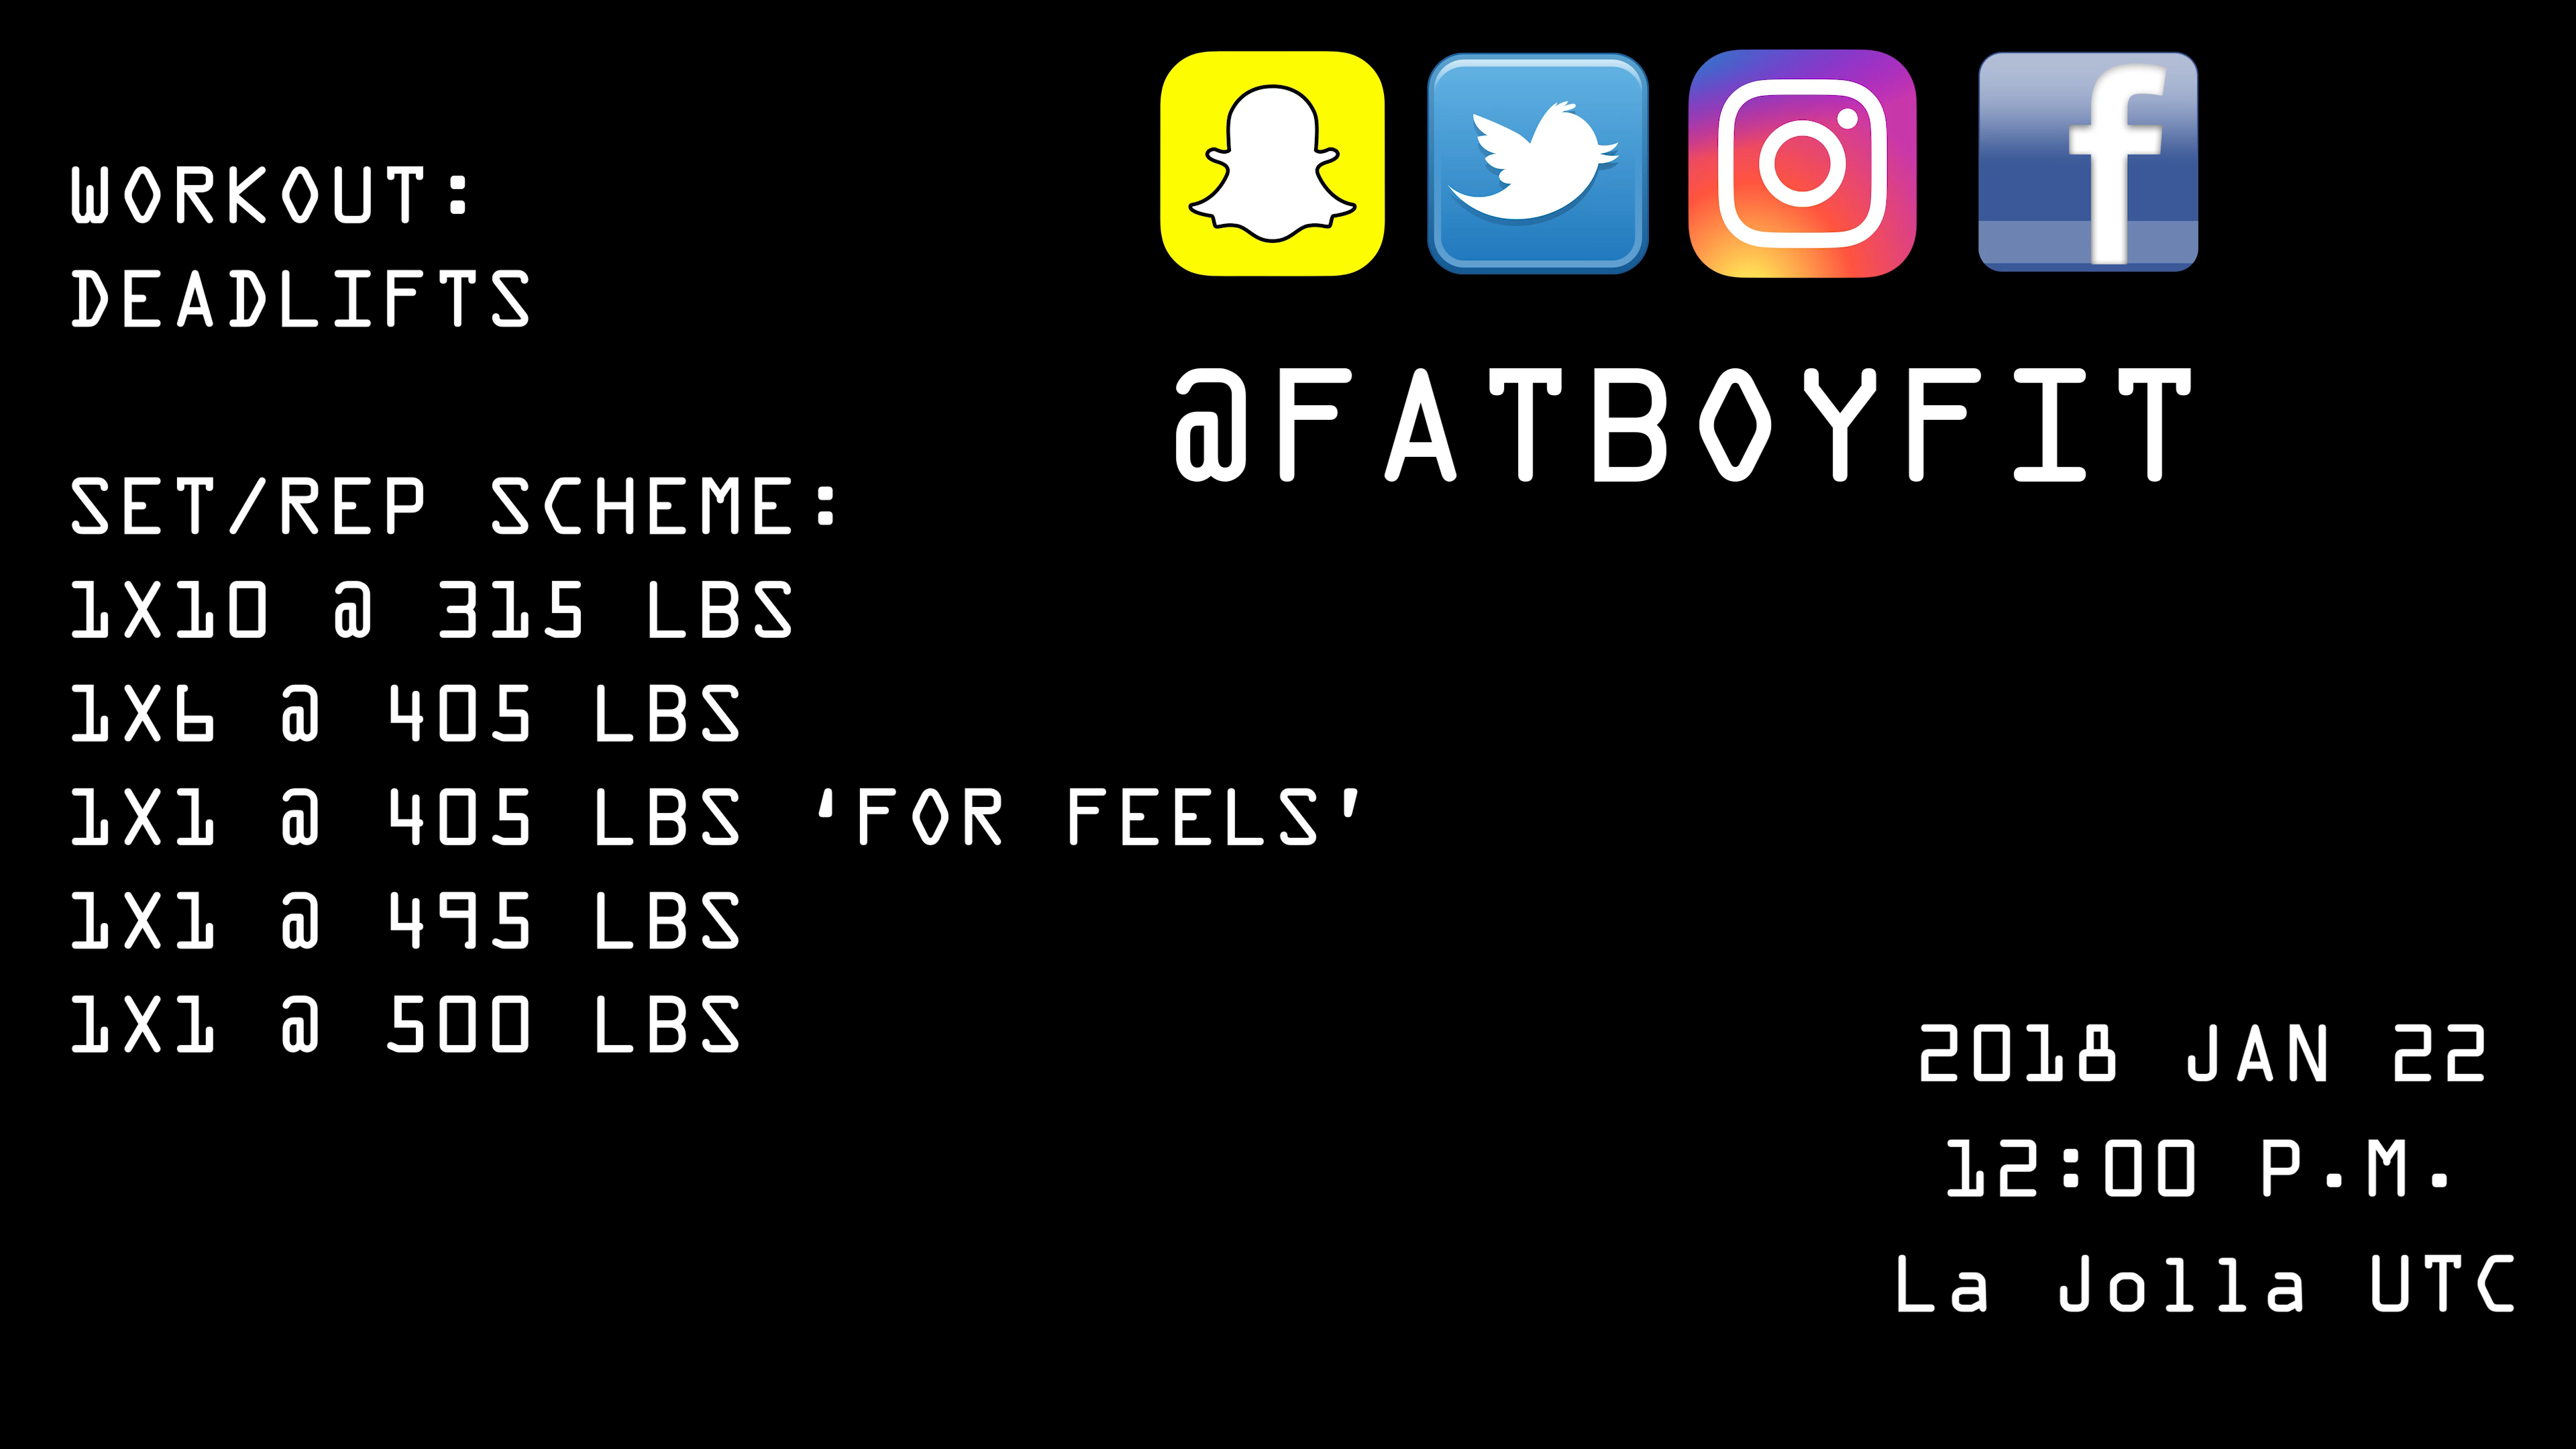 WORKOUT:
DEADLIFTS
SET/REP SCHEME:
1X10 @ 315 LBS
1X6 @ 405 LBS
1X1 @ 405 LBS ‘FOR FEELS’
1X1 @ 495 LBS
1X1 @ 500 LBS
@FATBOYFIT
2018 JAN 22
12:00 P.M.
La Jolla UTC